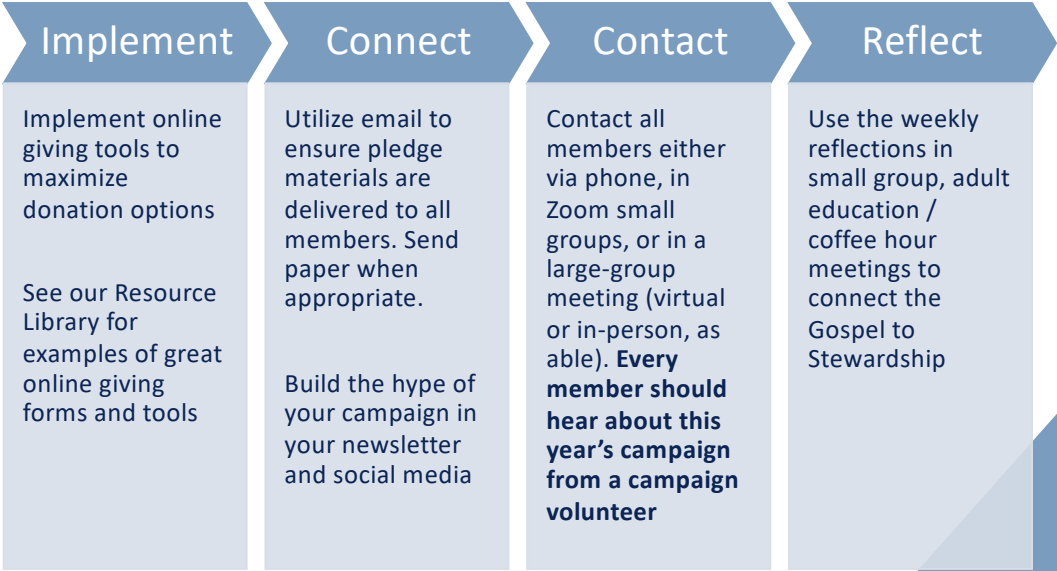 Implement
Implement online
giving tools to
maximize
donation options
See our Resource
Library for
examples of great
online giving
forms and tools
Connect
Utilize email to
ensure pledge
materials are
delivered to all
members. Send
paper when
appropriate.
Build the hype of
your campaign in
your newsletter
and social media
Contact
Contact all
members either
via phone, in
Zoom small
groups, or in a
large-group
meeting (virtual
or in-person, as
able). Every
member should
hear about this
year’s campaign
from a campaign
volunteer
Reflect
Use the weekly
reflections in
small group, adult
education /
coffee hour
meetings to
connect the
Gospel to
Stewardship